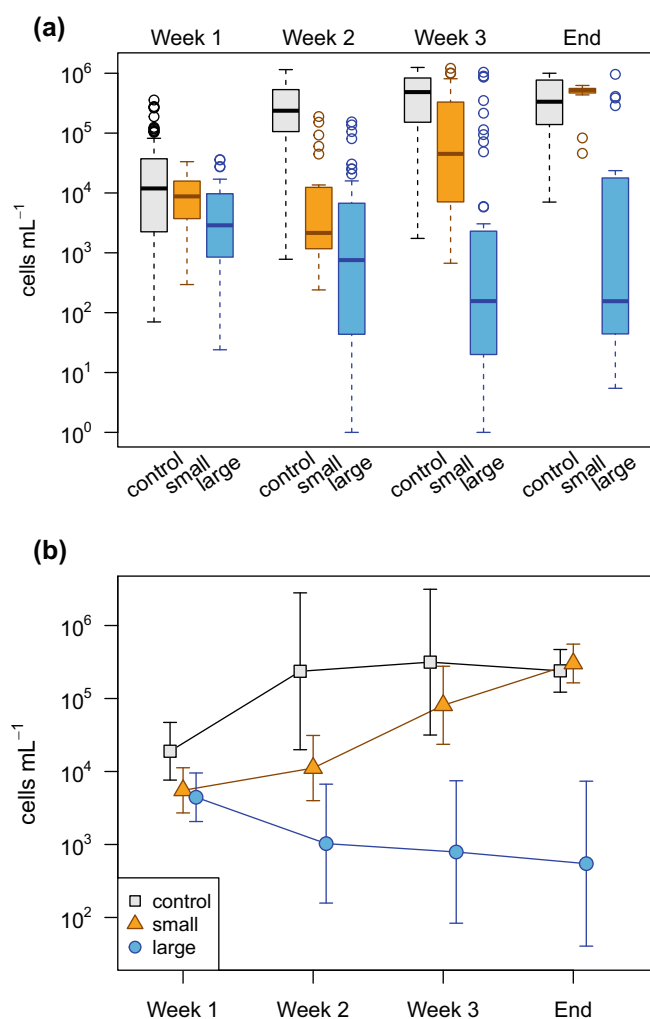 (a)
Week 1 Week 2 Week 3 End
cells mL⁻¹
10⁶
10⁵
10⁴
10³
10²
10¹
10⁰
control small large control small large control small large control small large
(b)
cells mL⁻¹
10⁶
10⁵
10⁴
10³
10²
control
small
large
Week 1 Week 2 Week 3 End